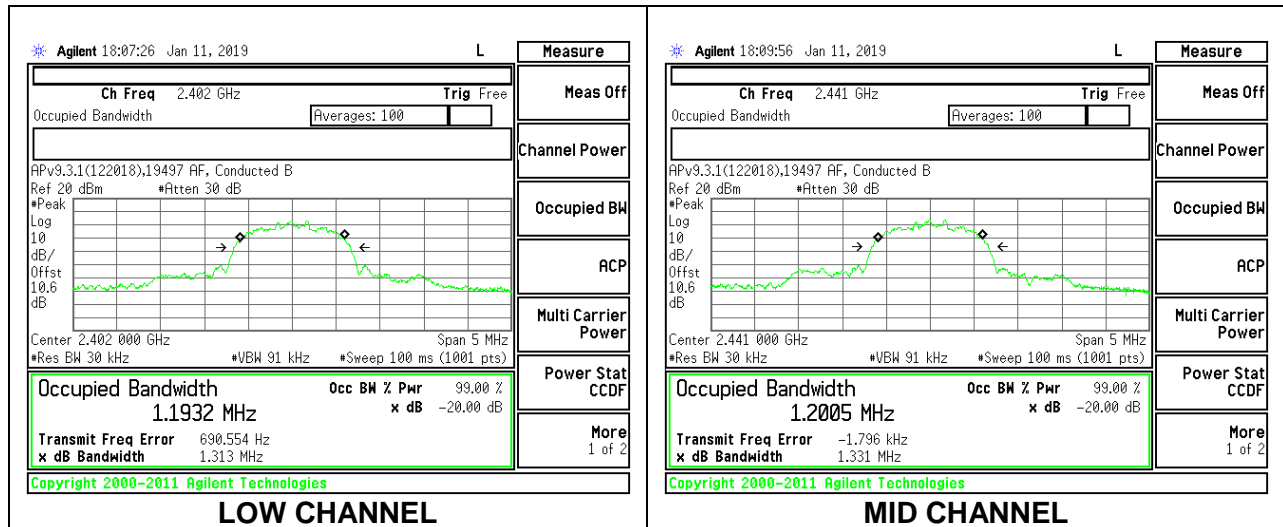 Agilent 18:07:26 Jan 11, 2019 L
Measure
Ch Freq 2.402 GHz Trig Free
Occupied Bandwidth Averages: 100
APv9.3.1(122018),19497 AF, Conducted B
Ref 20 dBm #Atten 30 dB
#Peak
Log
10
dB/
Offst
10.6
dB
Center 2.402 000 GHz Span 5 MHz
#Res BW 30 kHz #VBW 91 kHz #Sweep 100 ms (1001 pts)
Occupied Bandwidth Occ BW % Pwr 99.00 %
1.1932 MHz x dB -20.00 dB
Transmit Freq Error 690.554 Hz
x dB Bandwidth 1.313 MHz
Meas Off
Channel Power
Occupied BW
ACP
Multi Carrier
Power
Power Stat
CCDF
More
1 of 2
Copyright 2000-2011 Agilent Technologies
LOW CHANNEL
Agilent 18:09:56 Jan 11, 2019 L
Measure
Ch Freq 2.441 GHz Trig Free
Occupied Bandwidth Averages: 100
APv9.3.1(122018),19497 AF, Conducted B
Ref 20 dBm #Atten 30 dB
#Peak
Log
10
dB/
Offst
10.6
dB
Center 2.441 000 GHz Span 5 MHz
#Res BW 30 kHz #VBW 91 kHz #Sweep 100 ms (1001 pts)
Occupied Bandwidth Occ BW % Pwr 99.00 %
1.2005 MHz x dB -20.00 dB
Transmit Freq Error -1.796 kHz
x dB Bandwidth 1.331 MHz
Meas Off
Channel Power
Occupied BW
ACP
Multi Carrier
Power
Power Stat
CCDF
More
1 of 2
Copyright 2000-2011 Agilent Technologies
MID CHANNEL